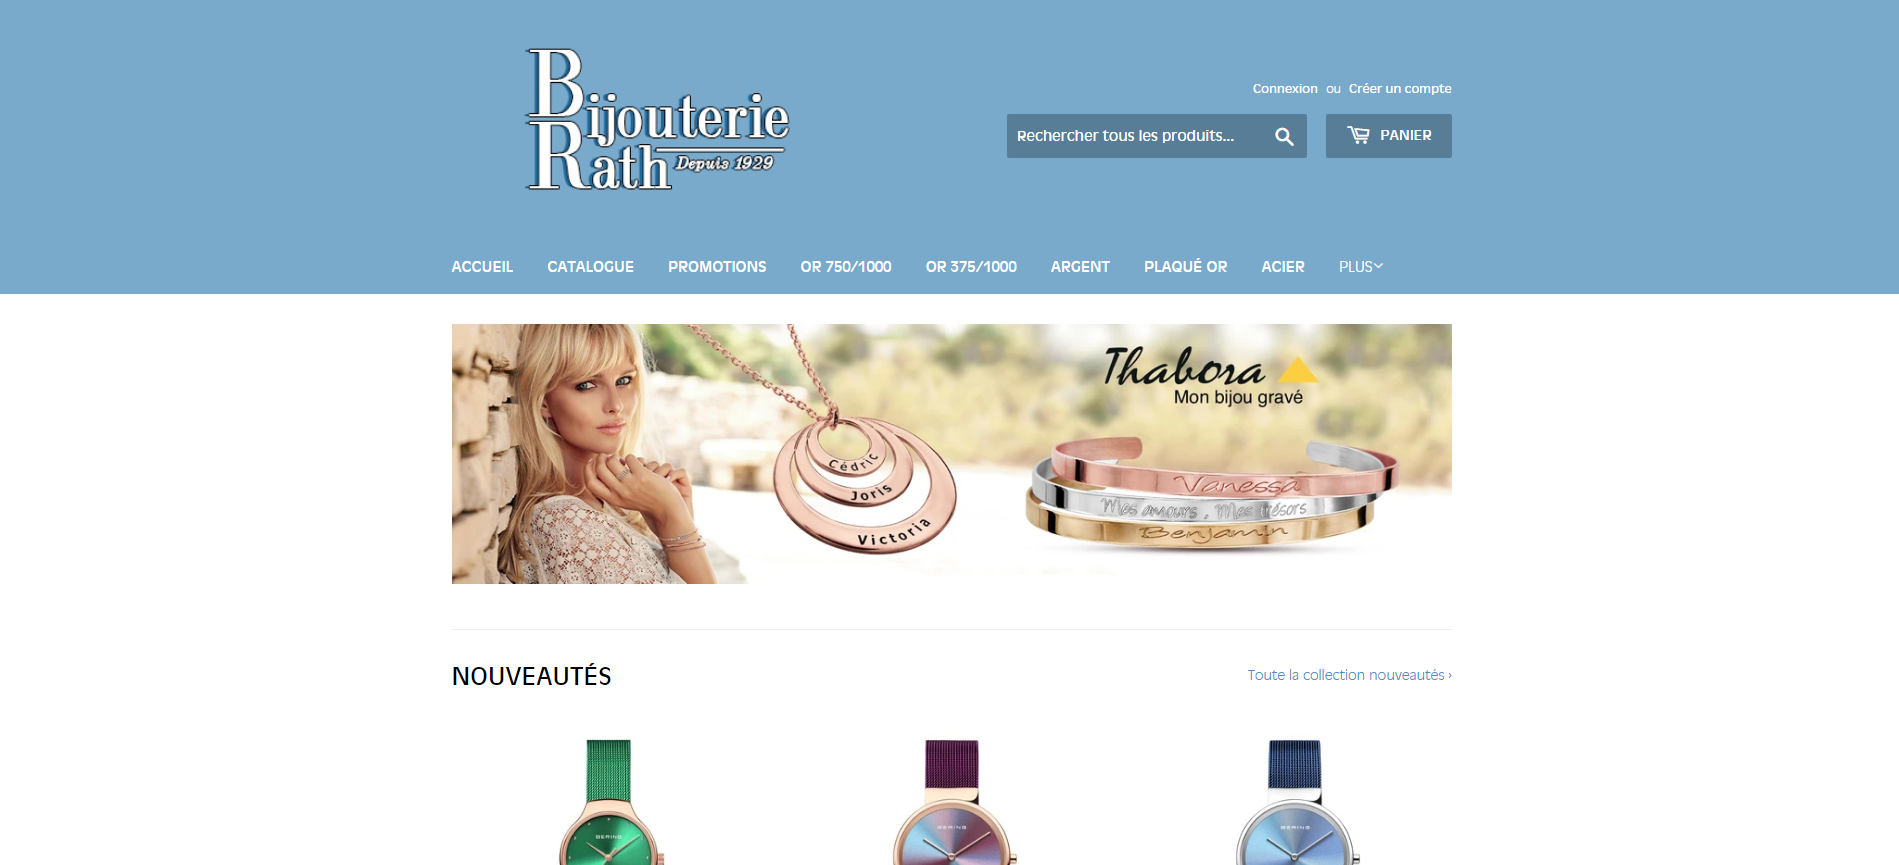 Bijouterie
Rath Depuis 1929
Connexion ou Créer un compte
Rechercher tous les produits...
PANIER
ACCUEIL CATALOGUE PROMOTIONS OR 750/1000 OR 375/1000 ARGENT PLAQUÉ OR ACIER PLUS
Thabora
Mon bijou gravé
Cédric
Joris
Victoria
Vanessa
Mes amours , Mes trésors
Benjamin
NOUVEAUTÉS
Toute la collection nouveautés ›
BERING
BERING
BERING